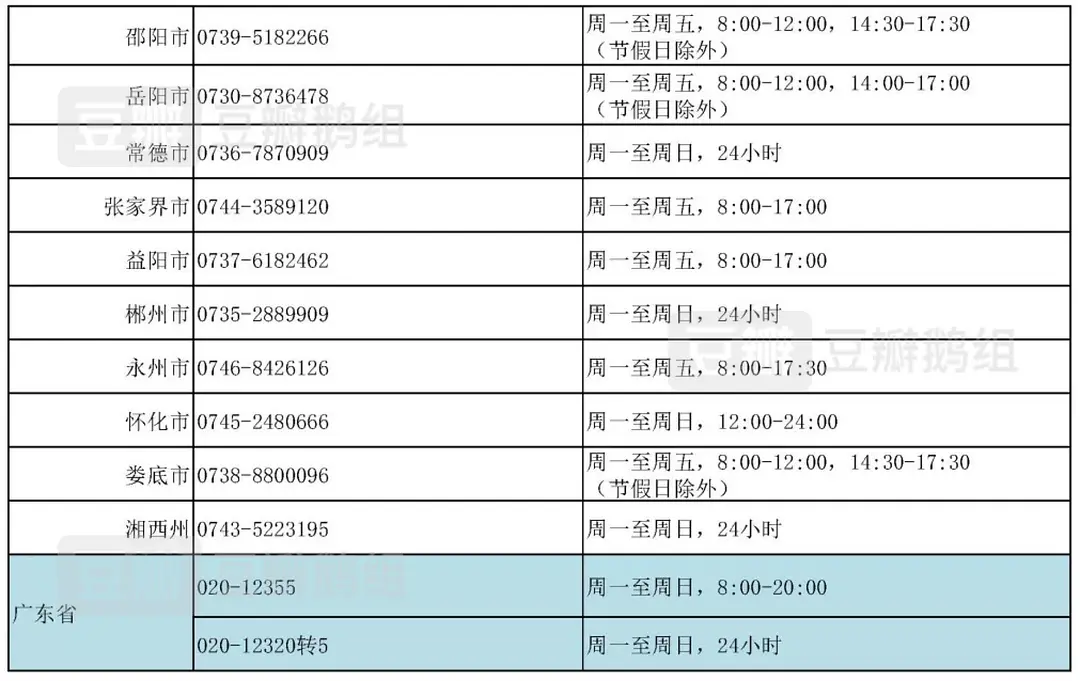 邵阳市 0739-5182266 周一至周五，8:00-12:00，14:30-17:30
（节假日除外）
岳阳市 0730-8736478 周一至周五，8:00-12:00，14:00-17:00
（节假日除外）
豆瓣 豆瓣鹅组
常德市 0736-7870909 周一至周日，24小时
张家界市 0744-3589120 周一至周五，8:00-17:00
益阳市 0737-6182462 周一至周五，8:00-17:00
郴州市 0735-2889909 周一至周日，24小时
豆瓣 豆瓣鹅组
永州市 0746-8426126 周一至周五，8:00-17:30
怀化市 0745-2480666 周一至周日，12:00-24:00
娄底市 0738-8800096 周一至周五，8:00-12:00，14:30-17:30
（节假日除外）
湘西州 0743-5223195 周一至周日，24小时
豆瓣 豆瓣鹅组
广东省 020-12355 周一至周日，8:00-20:00
020-12320转5 周一至周日，24小时